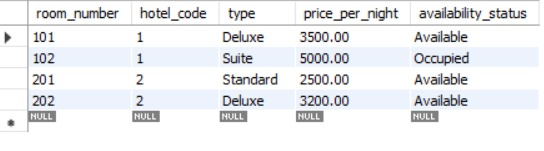 room_number hotel_code type price_per_night availability_status
101 1 Deluxe 3500.00 Available
102 1 Suite 5000.00 Occupied
201 2 Standard 2500.00 Available
202 2 Deluxe 3200.00 Available
NULL NULL NULL NULL NULL